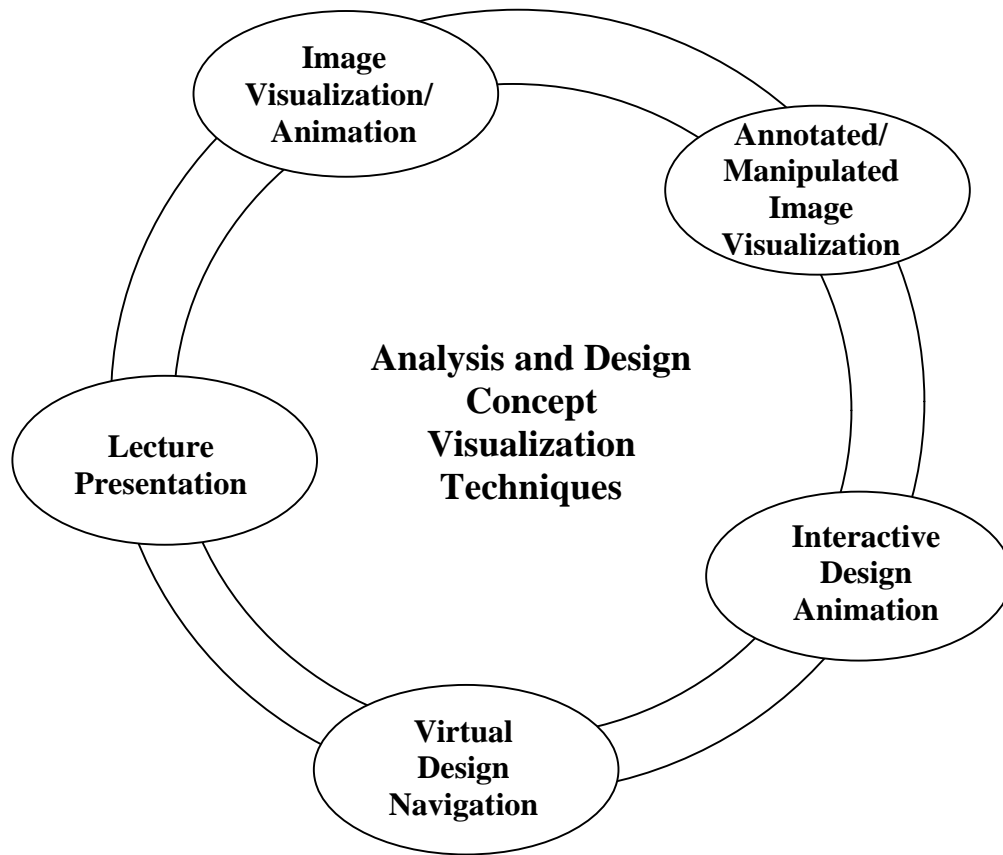 Image
Visualization/
Animation
Annotated/
Manipulated
Image
Visualization
Analysis and Design
Concept
Visualization
Techniques
Lecture
Presentation
Interactive
Design
Animation
Virtual
Design
Navigation